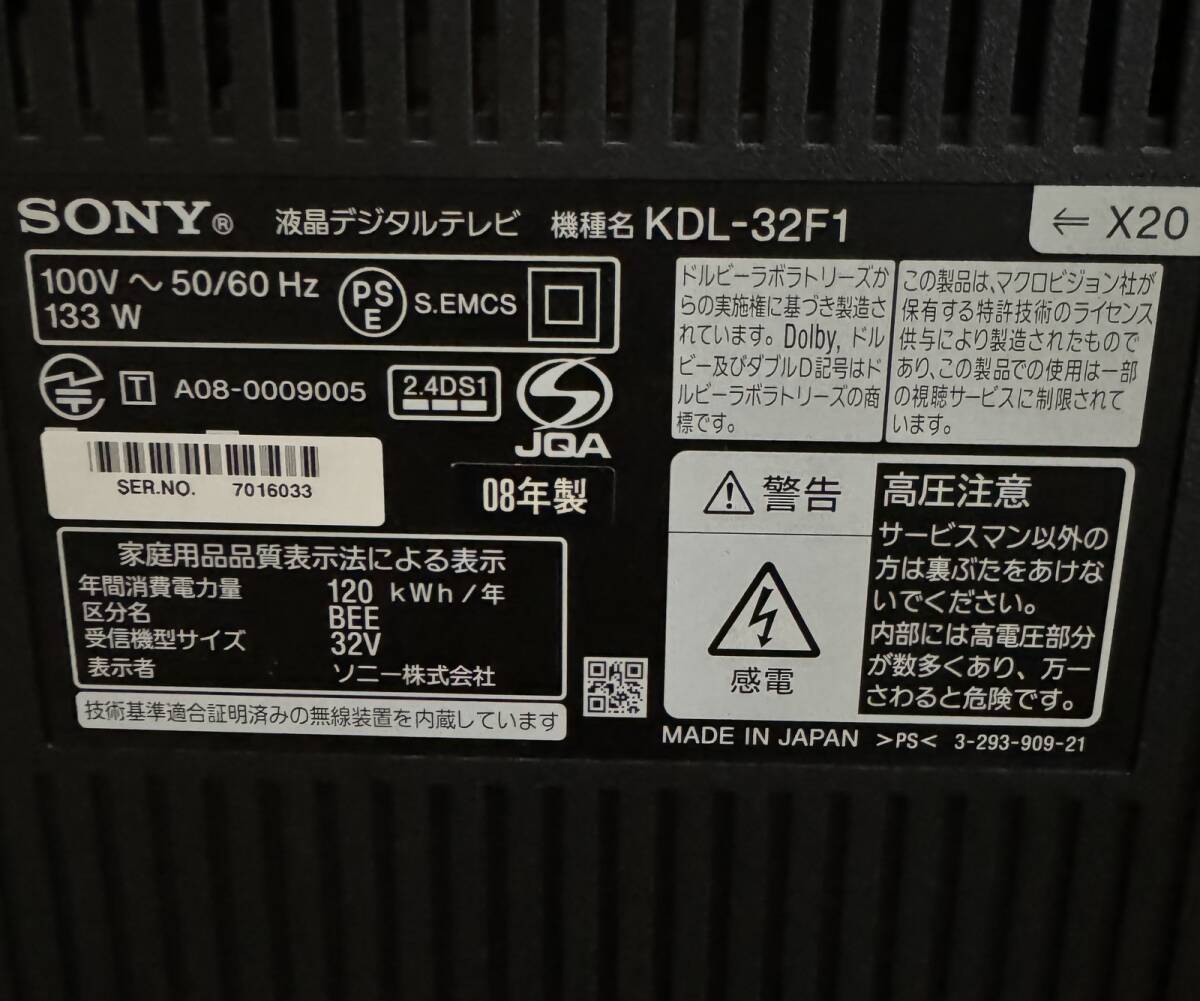 SONY® 液晶デジタルテレビ 機種名 KDL-32F1
⇐ X20
100V ～ 50/60 Hz
133 W
PS
E
S.EMCS
T A08-0009005
2.4DS1
JQA
SER.NO. 7016033
08年製
家庭用品品質表示法による表示
年間消費電力量 120 kWh/年
区分名 BEE
受信機型サイズ 32V
表示者 ソニー株式会社
技術基準適合証明済みの無線装置を内蔵しています
ドルビーラボラトリーズか
らの実施権に基づき製造さ
れています。Dolby, ドル
ビー及びダブルD記号はド
ルビーラボラトリーズの商
標です。
この製品は、マクロビジョン社が
保有する特許技術のライセンス
供与により製造されたもので
あり、この製品での使用は一部
の視聴サービスに制限されて
います。
警告
感電
高圧注意
サービスマン以外の
方は裏ぶたをあけな
いでください。
内部には高電圧部分
が数多くあり、万一
さわると危険です。
MADE IN JAPAN >PS< 3-293-909-21